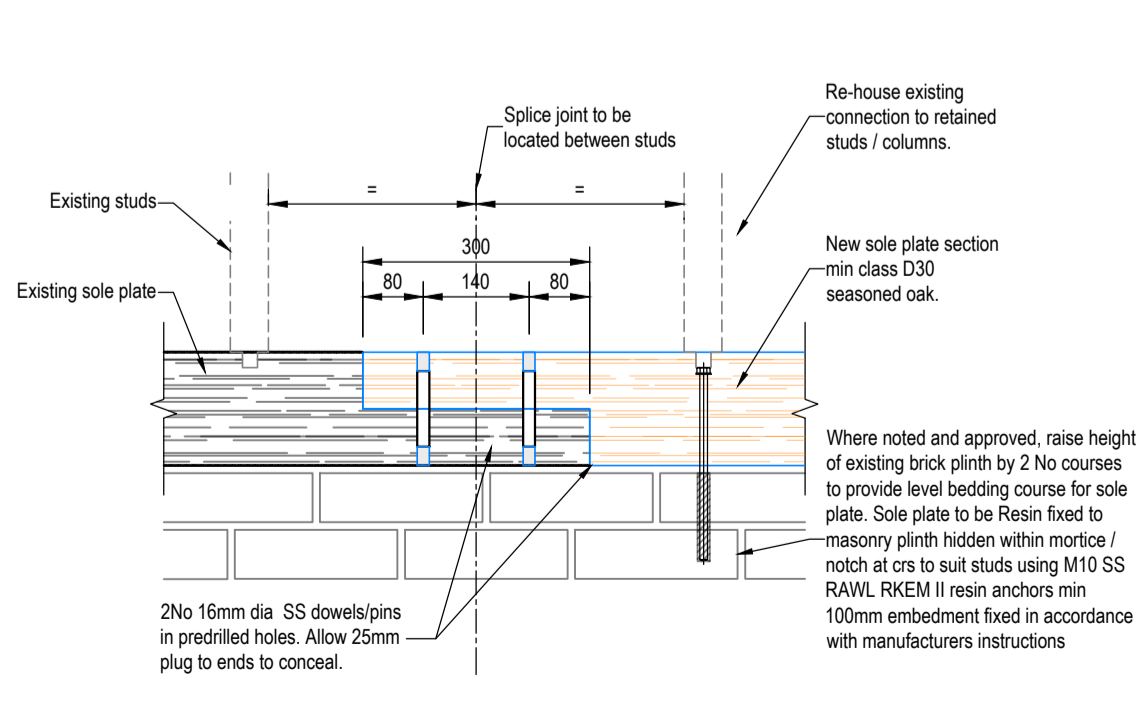 Splice joint to be
located between studs
Re-house existing
connection to retained
studs / columns.
Existing studs
=
=
300
80
140
80
New sole plate section
min class D30
seasoned oak.
Existing sole plate
Where noted and approved, raise height
of existing brick plinth by 2 No courses
to provide level bedding course for sole
plate. Sole plate to be Resin fixed to
masonry plinth hidden within mortice /
notch at crs to suit studs using M10 SS
RAWL RKEM II resin anchors min
100mm embedment fixed in accordance
with manufacturers instructions
2No 16mm dia SS dowels/pins
in predrilled holes. Allow 25mm
plug to ends to conceal.